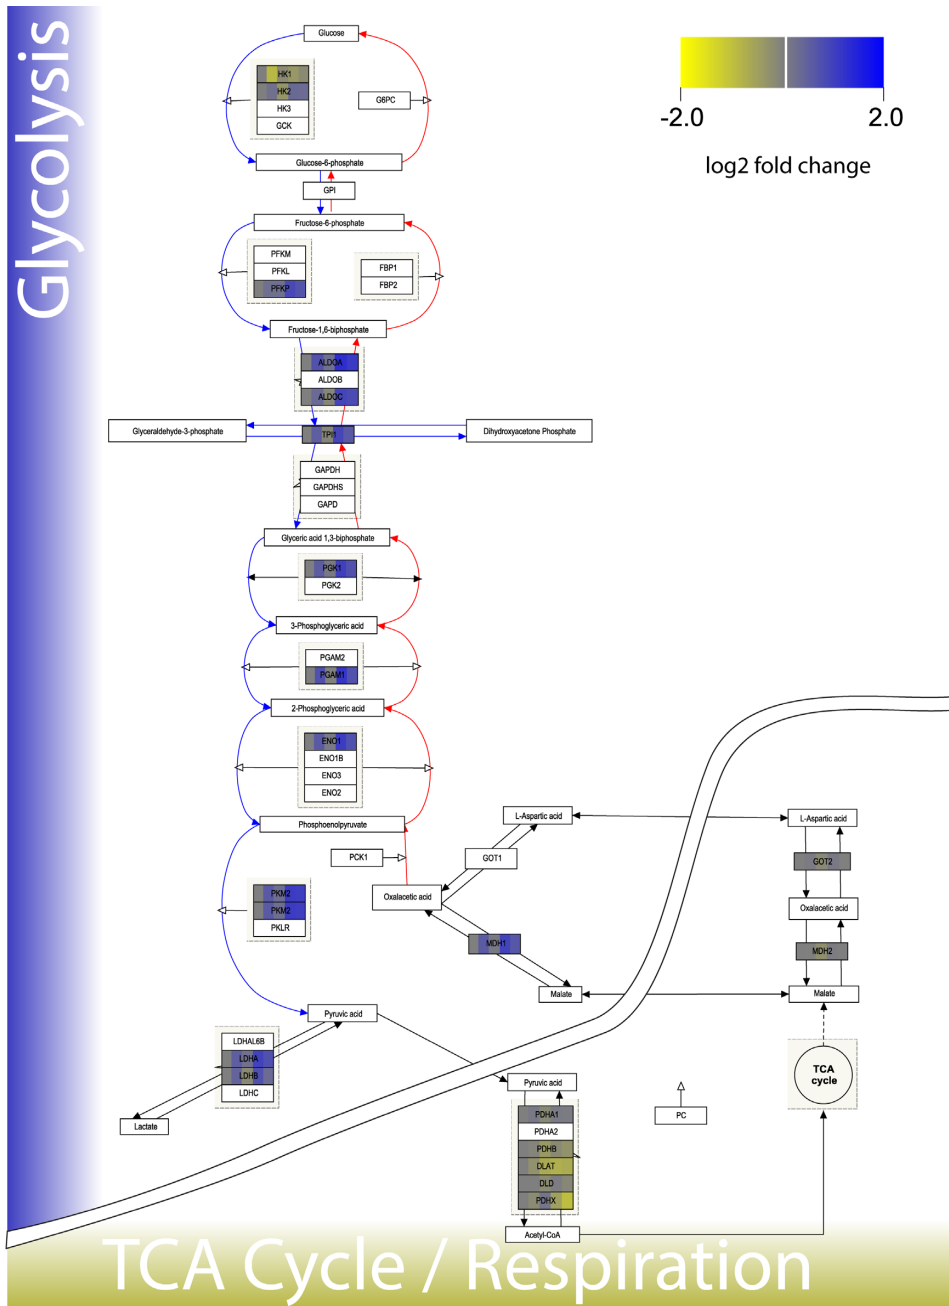 Glycolysis
Glucose
-2.0
2.0
log2 fold change
HK1
HK2
HK3
GCK
G6PC
Glucose-6-phosphate
GPI
Fructose-6-phosphate
PFKM
PFKL
PFKP
FBP1
FBP2
Fructose-1,6-biphosphate
ALDOA
ALDOB
ALDOC
Glyceraldehyde-3-phosphate
TPI1
Dihydroxyacetone Phosphate
GAPDH
GAPDHS
GAPD
Glyceric acid 1,3-biphosphate
PGK1
PGK2
3-Phosphoglyceric acid
PGAM2
PGAM1
2-Phosphoglyceric acid
ENO1
ENO1B
ENO3
ENO2
Phosphoenolpyruvate
L-Aspartic acid
L-Aspartic acid
PCK1
GOT1
GOT2
Oxalacetic acid
Oxalacetic acid
PKM2
PKM2
PKLR
MDH1
MDH2
Malate
Malate
Pyruvic acid
LDHAL6B
LDHA
LDHB
LDHC
Lactate
TCA
cycle
Pyruvic acid
PC
PDHA1
PDHA2
PDHB
DLAT
DLD
PDHX
Acetyl-CoA
TCA Cycle / Respiration